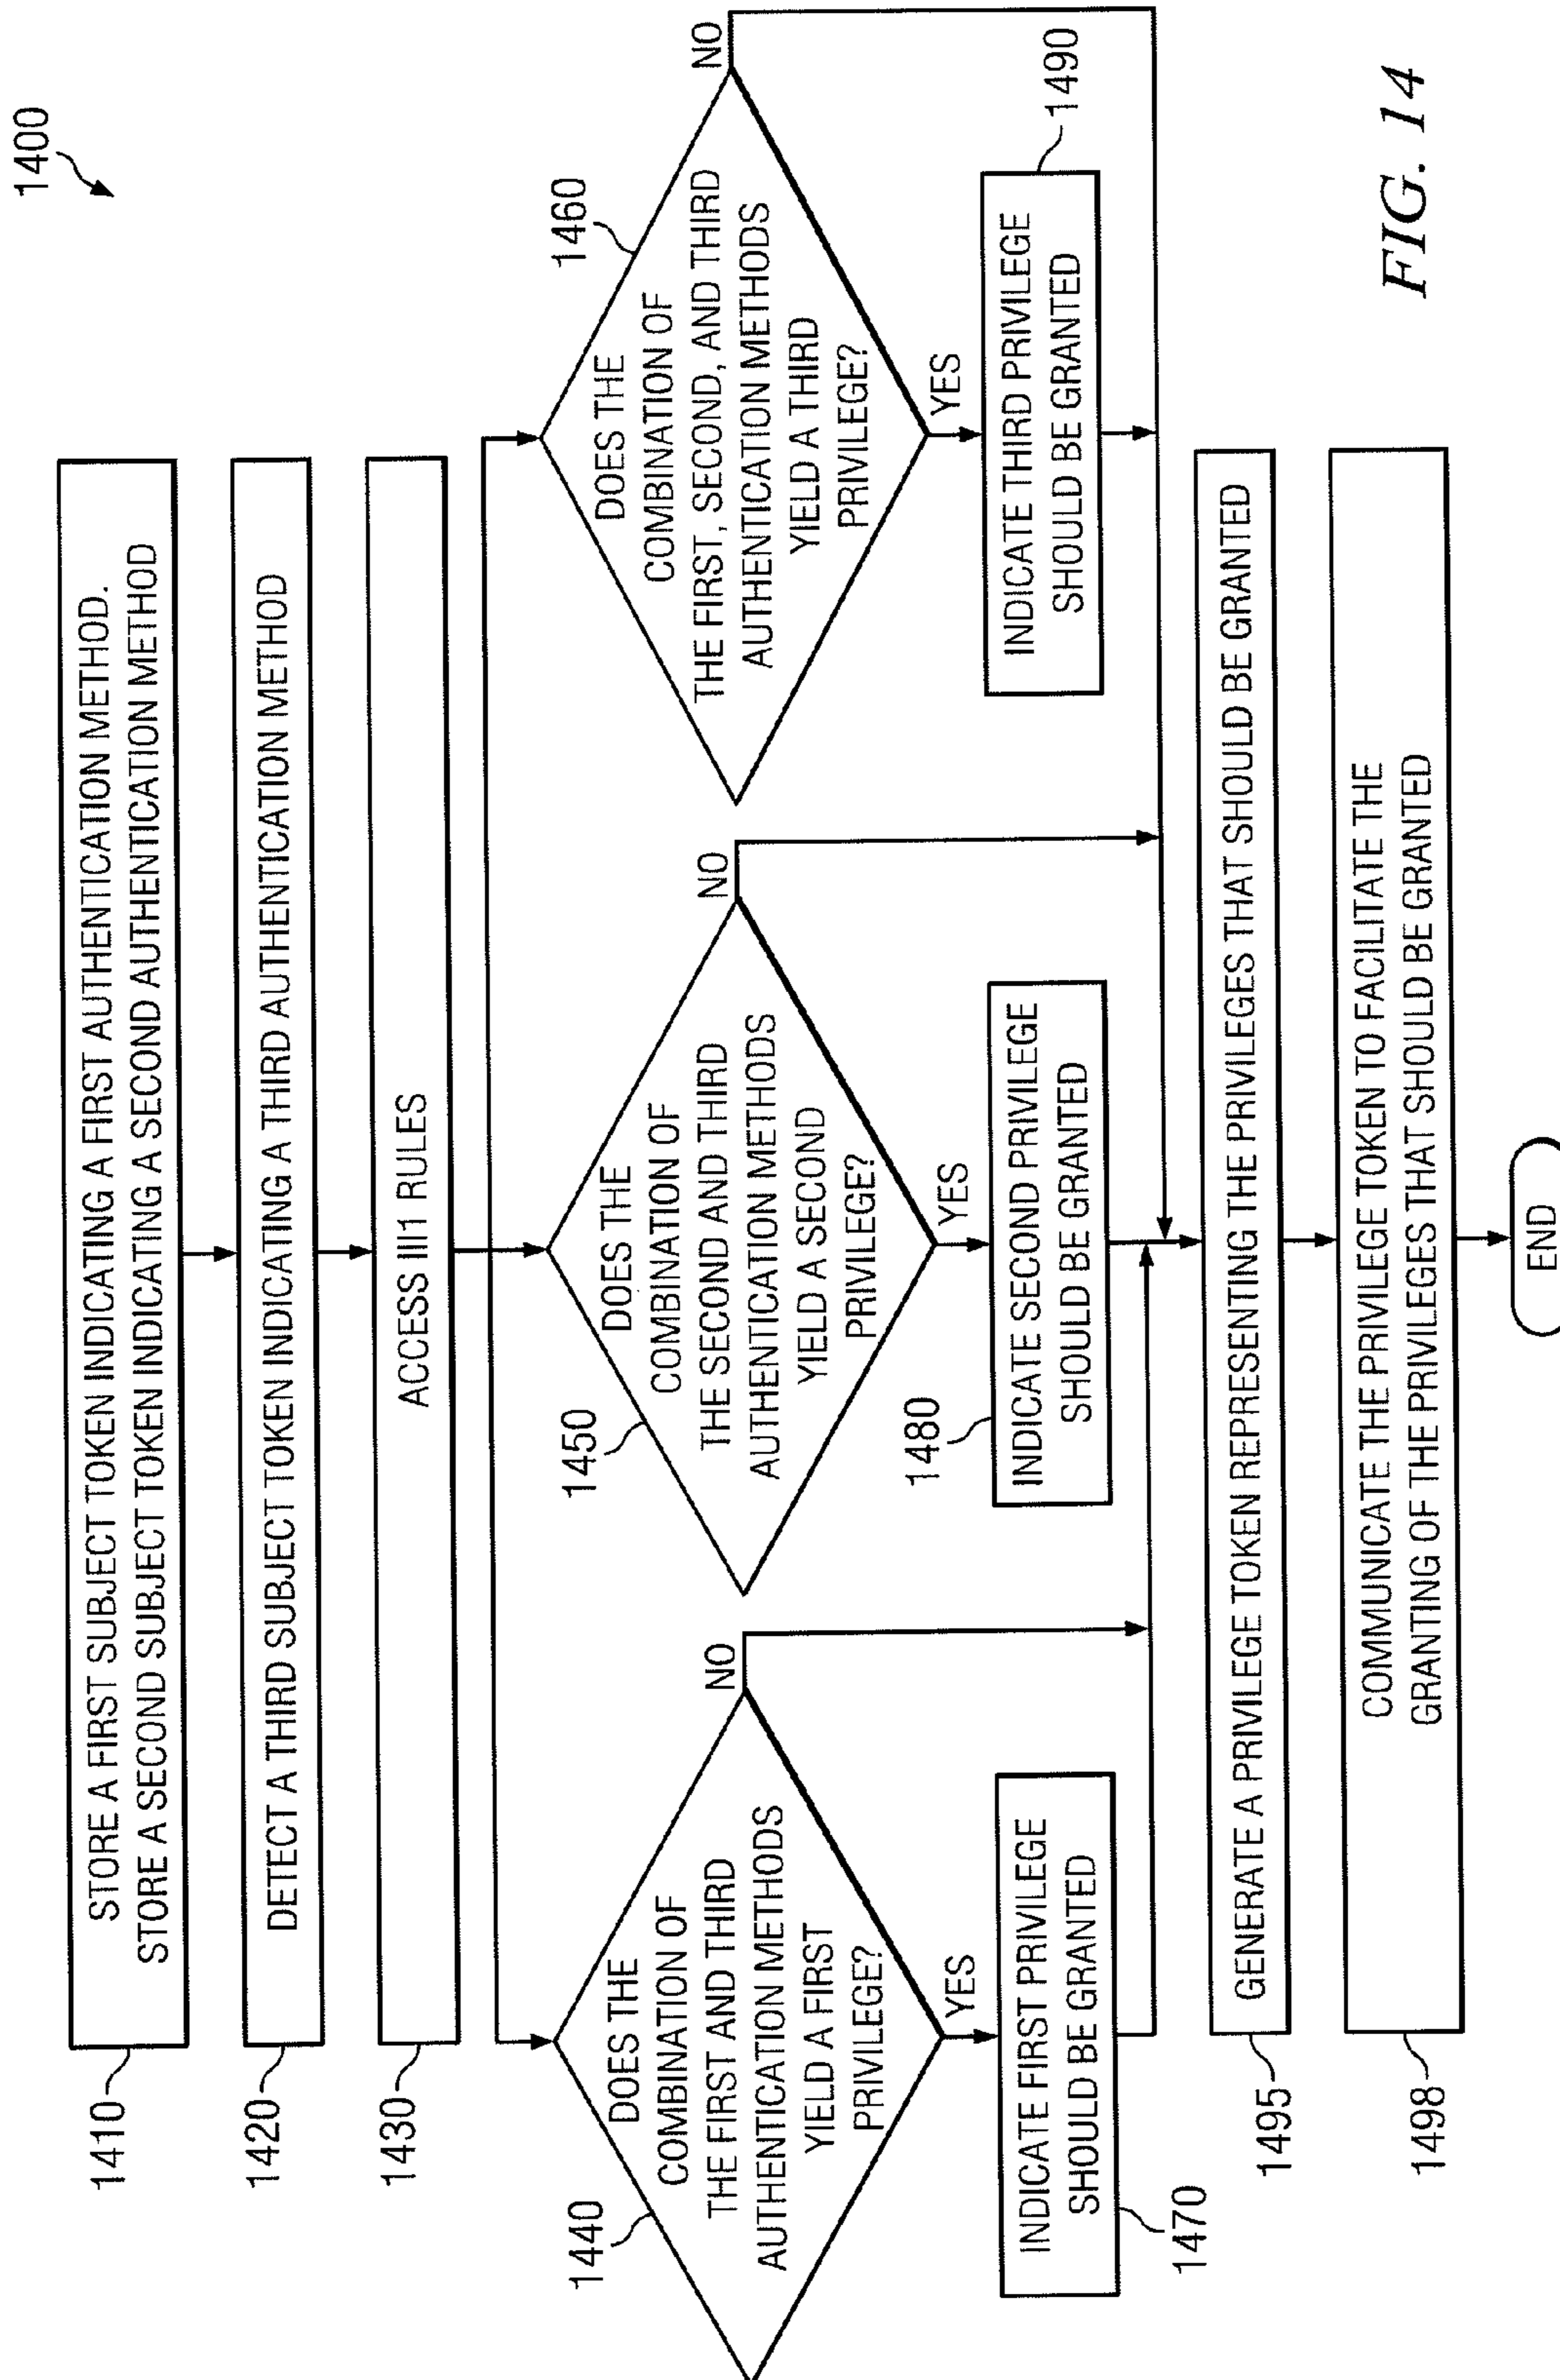 1400
1410
STORE A FIRST SUBJECT TOKEN INDICATING A FIRST AUTHENTICATION METHOD.
STORE A SECOND SUBJECT TOKEN INDICATING A SECOND AUTHENTICATION METHOD
1420
DETECT A THIRD SUBJECT TOKEN INDICATING A THIRD AUTHENTICATION METHOD
1430
ACCESS III1 RULES
1440
DOES THE
COMBINATION OF
THE FIRST AND THIRD
AUTHENTICATION METHODS
YIELD A FIRST
PRIVILEGE?
NO
YES
INDICATE FIRST PRIVILEGE
SHOULD BE GRANTED
1470
1450
DOES THE
COMBINATION OF
THE SECOND AND THIRD
AUTHENTICATION METHODS
YIELD A SECOND
PRIVILEGE?
NO
YES
1480
INDICATE SECOND PRIVILEGE
SHOULD BE GRANTED
1460
DOES THE
COMBINATION OF
THE FIRST, SECOND, AND THIRD
AUTHENTICATION METHODS
YIELD A THIRD
PRIVILEGE?
NO
YES
INDICATE THIRD PRIVILEGE
SHOULD BE GRANTED
1490
1495
GENERATE A PRIVILEGE TOKEN REPRESENTING THE PRIVILEGES THAT SHOULD BE GRANTED
1498
COMMUNICATE THE PRIVILEGE TOKEN TO FACILITATE THE
GRANTING OF THE PRIVILEGES THAT SHOULD BE GRANTED
END
FIG. 14